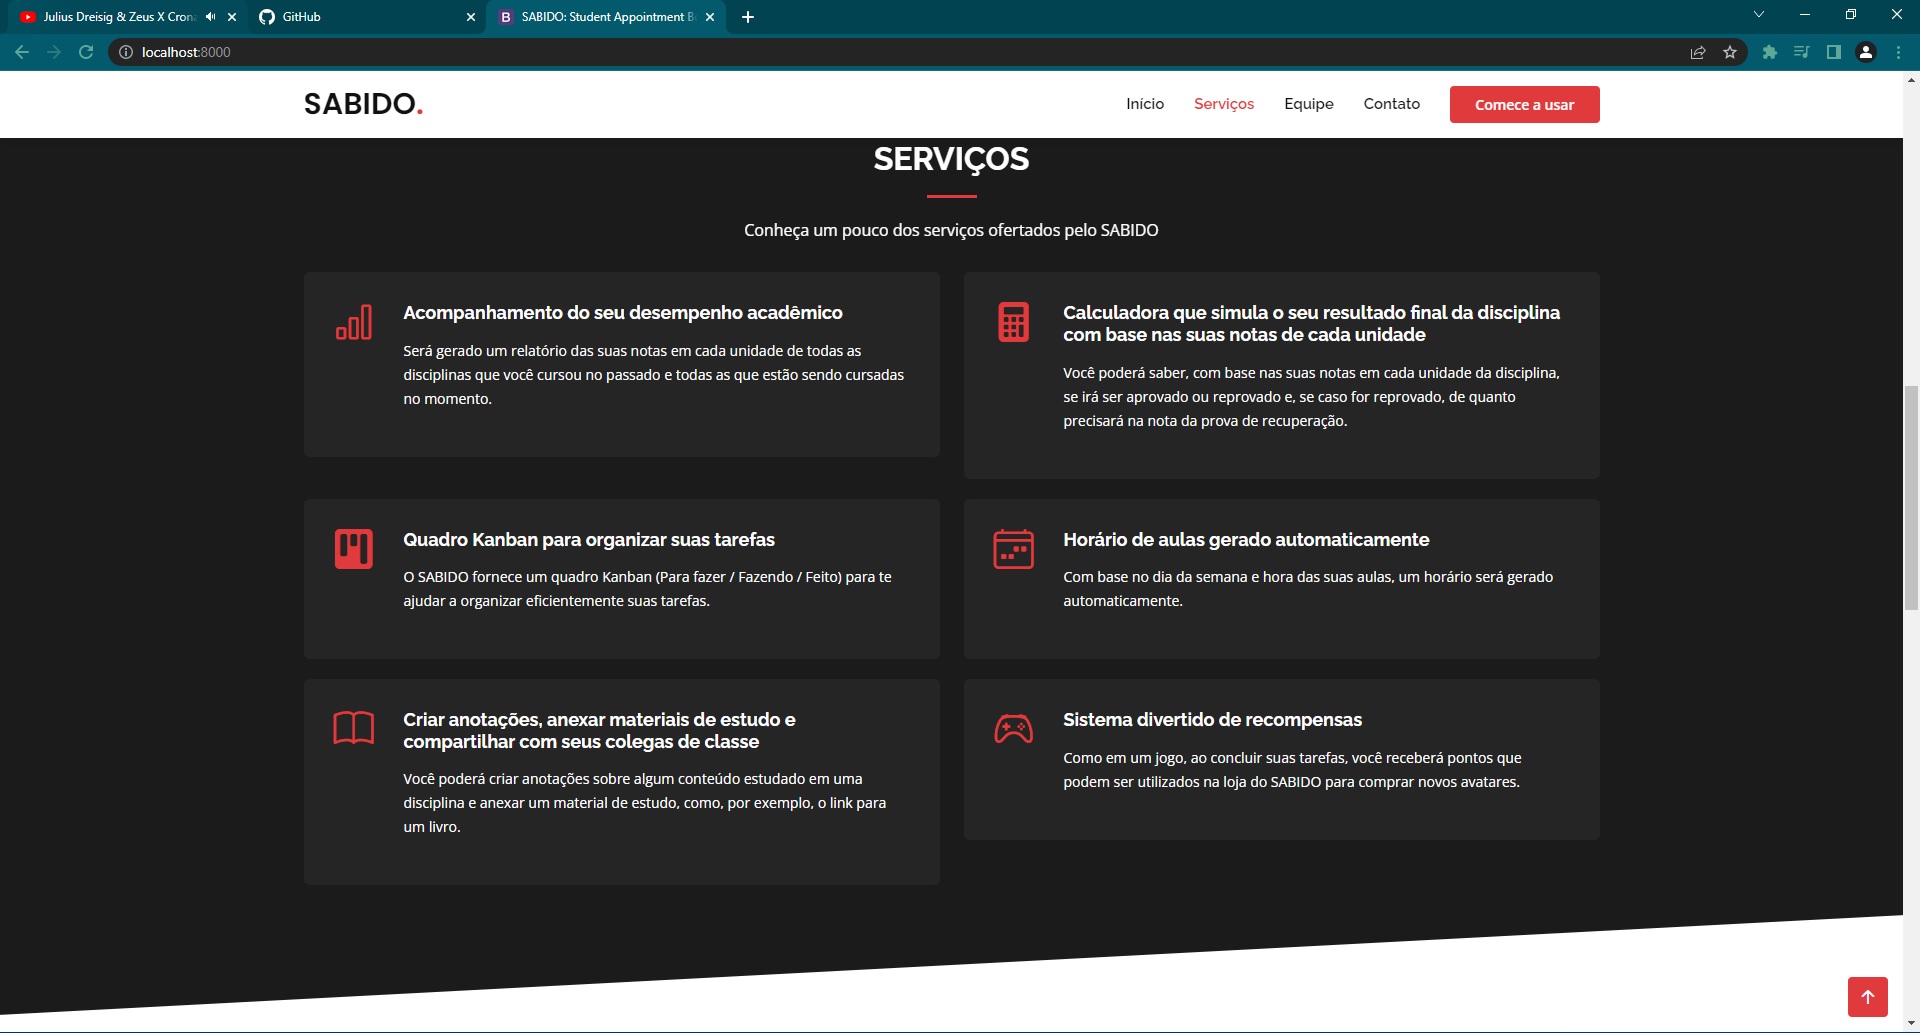 Julius Dreisig & Zeus X Crona
GitHub
SABIDO: Student Appointment B
localhost:8000
SABIDO.
Início
Serviços
Equipe
Contato
Comece a usar
SERVIÇOS
Conheça um pouco dos serviços ofertados pelo SABIDO
Acompanhamento do seu desempenho acadêmico
Será gerado um relatório das suas notas em cada unidade de todas as
disciplinas que você cursou no passado e todas as que estão sendo cursadas
no momento.
Calculadora que simula o seu resultado final da disciplina
com base nas suas notas de cada unidade
Você poderá saber, com base nas suas notas em cada unidade da disciplina,
se irá ser aprovado ou reprovado e, se caso for reprovado, de quanto
precisará na nota da prova de recuperação.
Quadro Kanban para organizar suas tarefas
O SABIDO fornece um quadro Kanban (Para fazer / Fazendo / Feito) para te
ajudar a organizar eficientemente suas tarefas.
Horário de aulas gerado automaticamente
Com base no dia da semana e hora das suas aulas, um horário será gerado
automaticamente.
Criar anotações, anexar materiais de estudo e
compartilhar com seus colegas de classe
Você poderá criar anotações sobre algum conteúdo estudado em uma
disciplina e anexar um material de estudo, como, por exemplo, o link para
um livro.
Sistema divertido de recompensas
Como em um jogo, ao concluir suas tarefas, você receberá pontos que
podem ser utilizados na loja do SABIDO para comprar novos avatares.